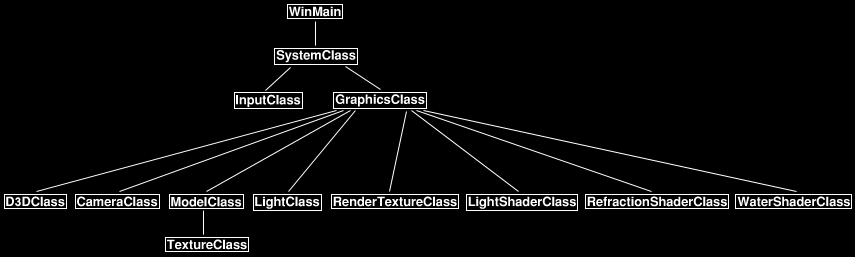 WinMain
SystemClass
InputClass
GraphicsClass
D3DClass
CameraClass
ModelClass
LightClass
RenderTextureClass
LightShaderClass
RefractionShaderClass
WaterShaderClass
TextureClass